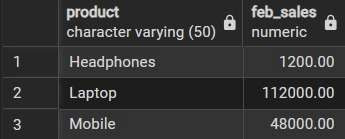 product feb_sales
character varying (50) numeric
1 Headphones 1200.00
2 Laptop 112000.00
3 Mobile 48000.00